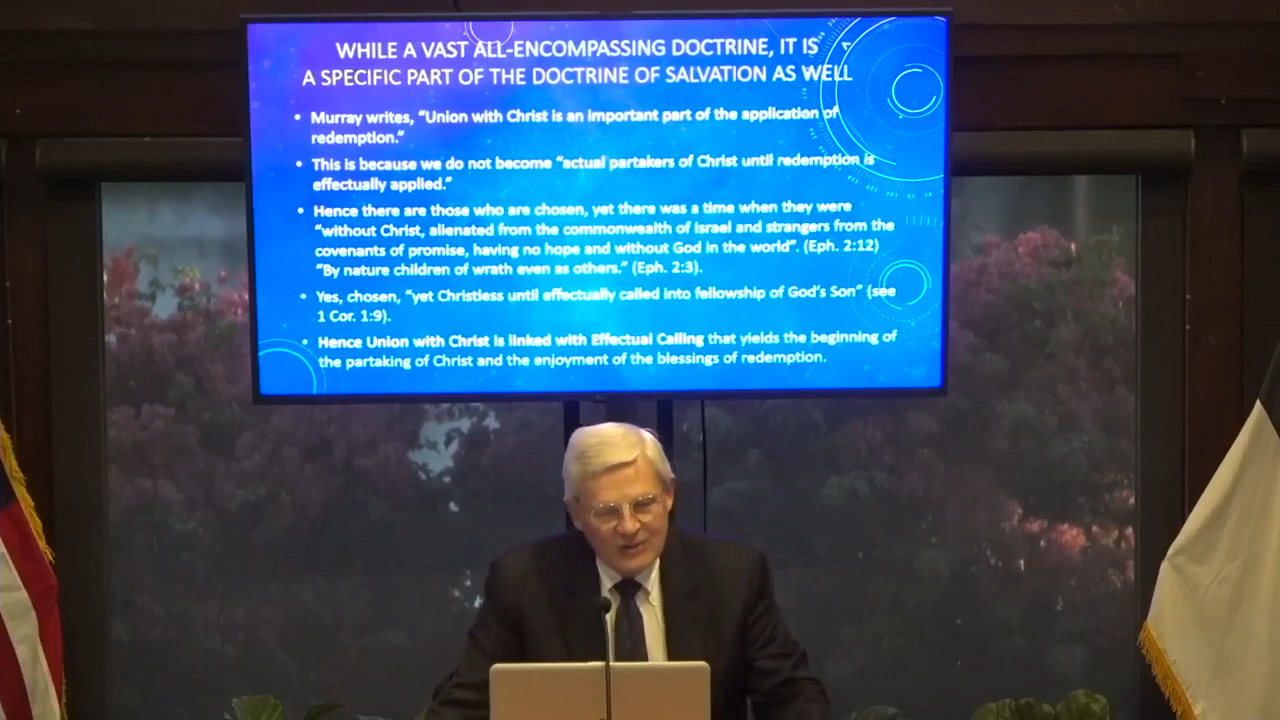 WHILE A VAST ALL-ENCOMPASSING DOCTRINE, IT IS
A SPECIFIC PART OF THE DOCTRINE OF SALVATION AS WELL
• Murray writes, “Union with Christ is an important part of the application of
redemption.”
• This is because we do not become “actual partakers of Christ until redemption is
effectually applied.”
• Hence there are those who are chosen, yet there was a time when they were
“without Christ, alienated from the commonwealth of Israel and strangers from the
covenants of promise, having no hope and without God in the world”. (Eph. 2:12)
“By nature children of wrath even as others.” (Eph. 2:3).
• Yes, chosen, “yet Christless until effectually called into fellowship of God’s Son” (see
1 Cor. 1:9).
• Hence Union with Christ is linked with Effectual Calling that yields the beginning of
the partaking of Christ and the enjoyment of the blessings of redemption.